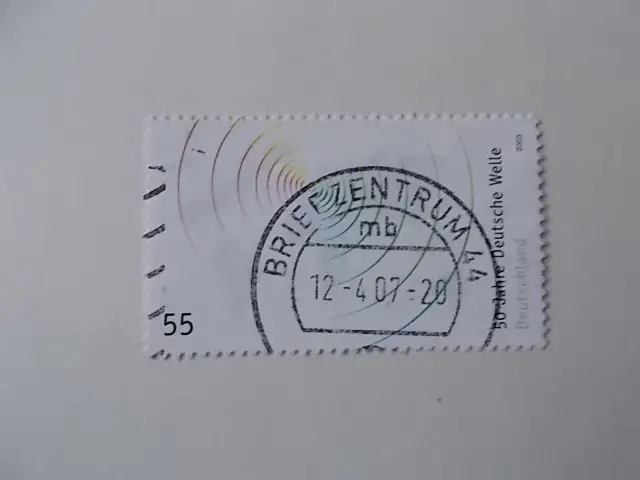 BRIEFZENTRUM 44
mb
12 -4 07 - 20
55
50 Jahre Deutsche Welle
Deutschland
2003